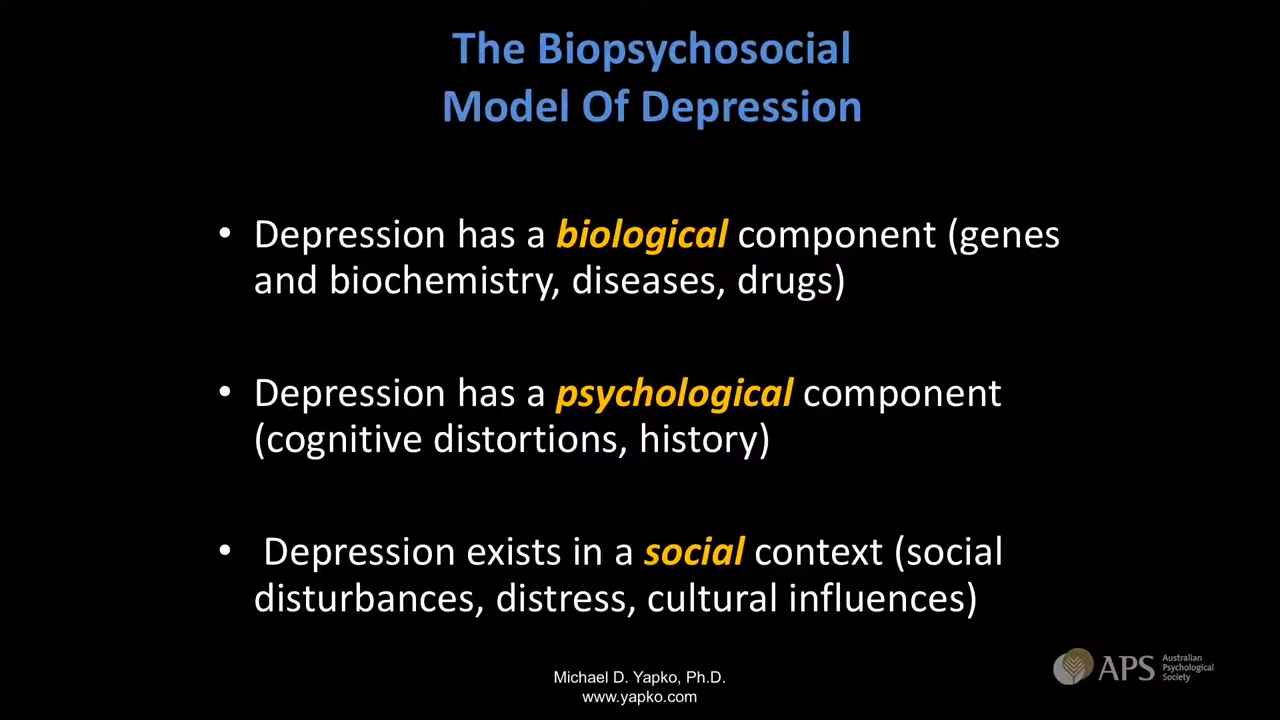 The Biopsychosocial
Model Of Depression
• Depression has a biological component (genes
and biochemistry, diseases, drugs)
• Depression has a psychological component
(cognitive distortions, history)
• Depression exists in a social context (social
disturbances, distress, cultural influences)
Michael D. Yapko, Ph.D.
www.yapko.com
APS
Australian
Psychological
Society